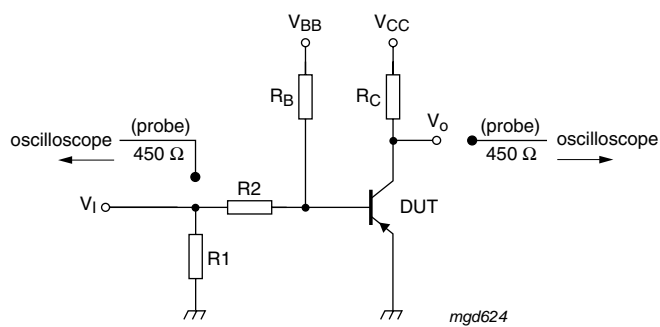 V_BB V_CC
R_B R_C
V_o
(probe) (probe)
oscilloscope 450 Ω 450 Ω oscilloscope
R2
V_I DUT
R1
mgd624